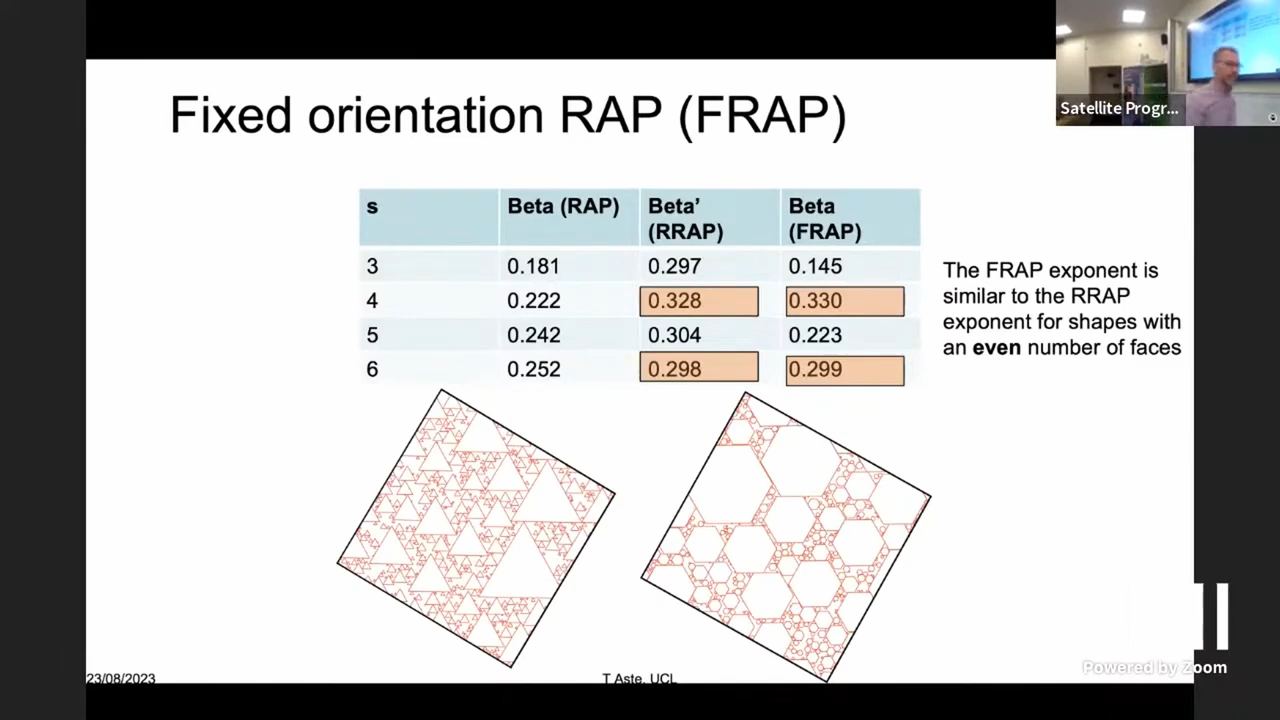 Satellite Progr...
Fixed orientation RAP (FRAP)
s Beta (RAP) Beta’ (RRAP) Beta (FRAP)
3 0.181 0.297 0.145
4 0.222 0.328 0.330
5 0.242 0.304 0.223
6 0.252 0.298 0.299
The FRAP exponent is
similar to the RRAP
exponent for shapes with
an even number of faces
23/08/2023
T Aste, UCL
Powered by Zoom